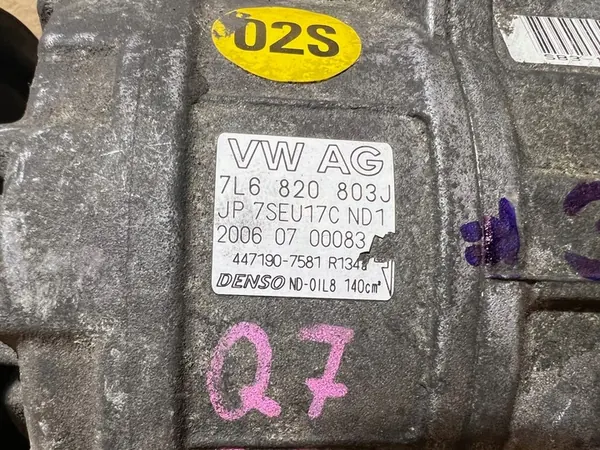 02S
VW AG
7L6 820 803J
JP 7SEU17C ND1
2006 07 00083
447190-7581 R134
DENSO ND-OIL8 140cm³
Q7